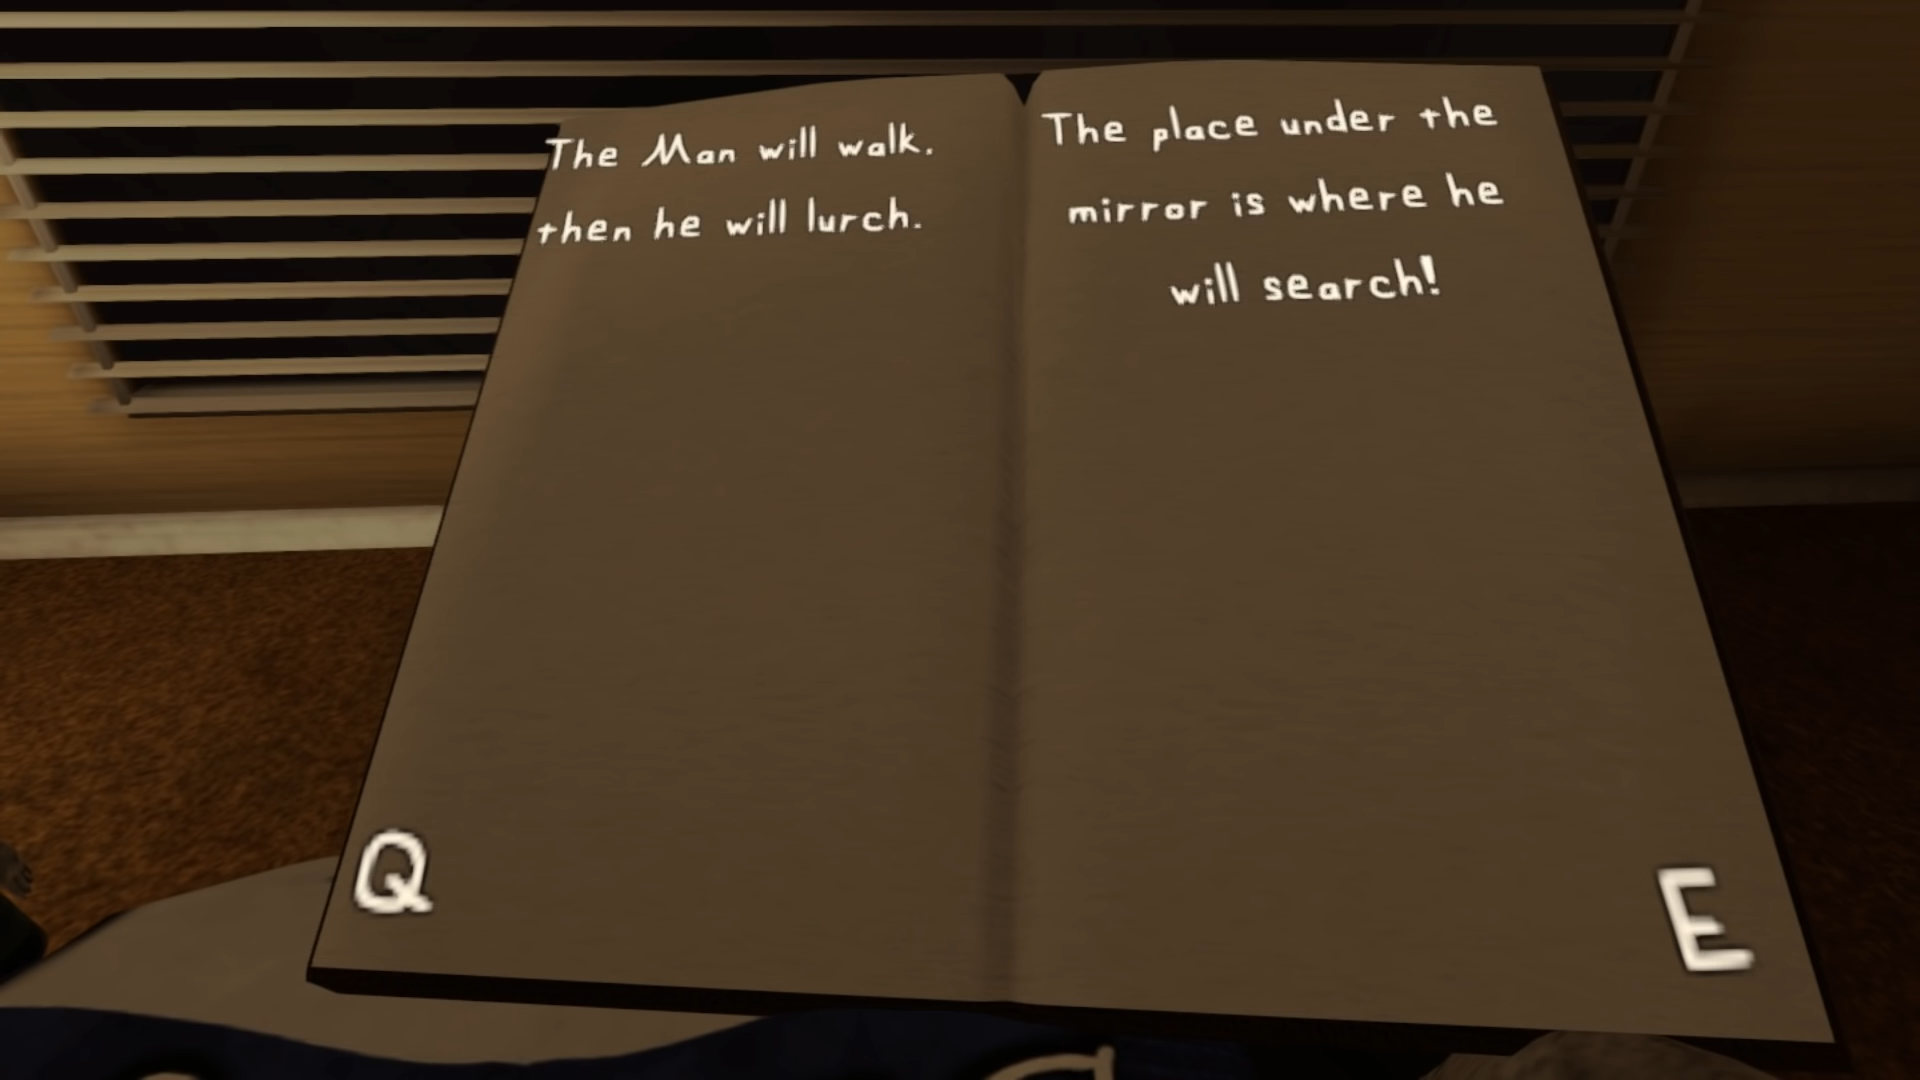 The Man will walk.
then he will lurch.
The place under the
mirror is where he
will search!
Q
E